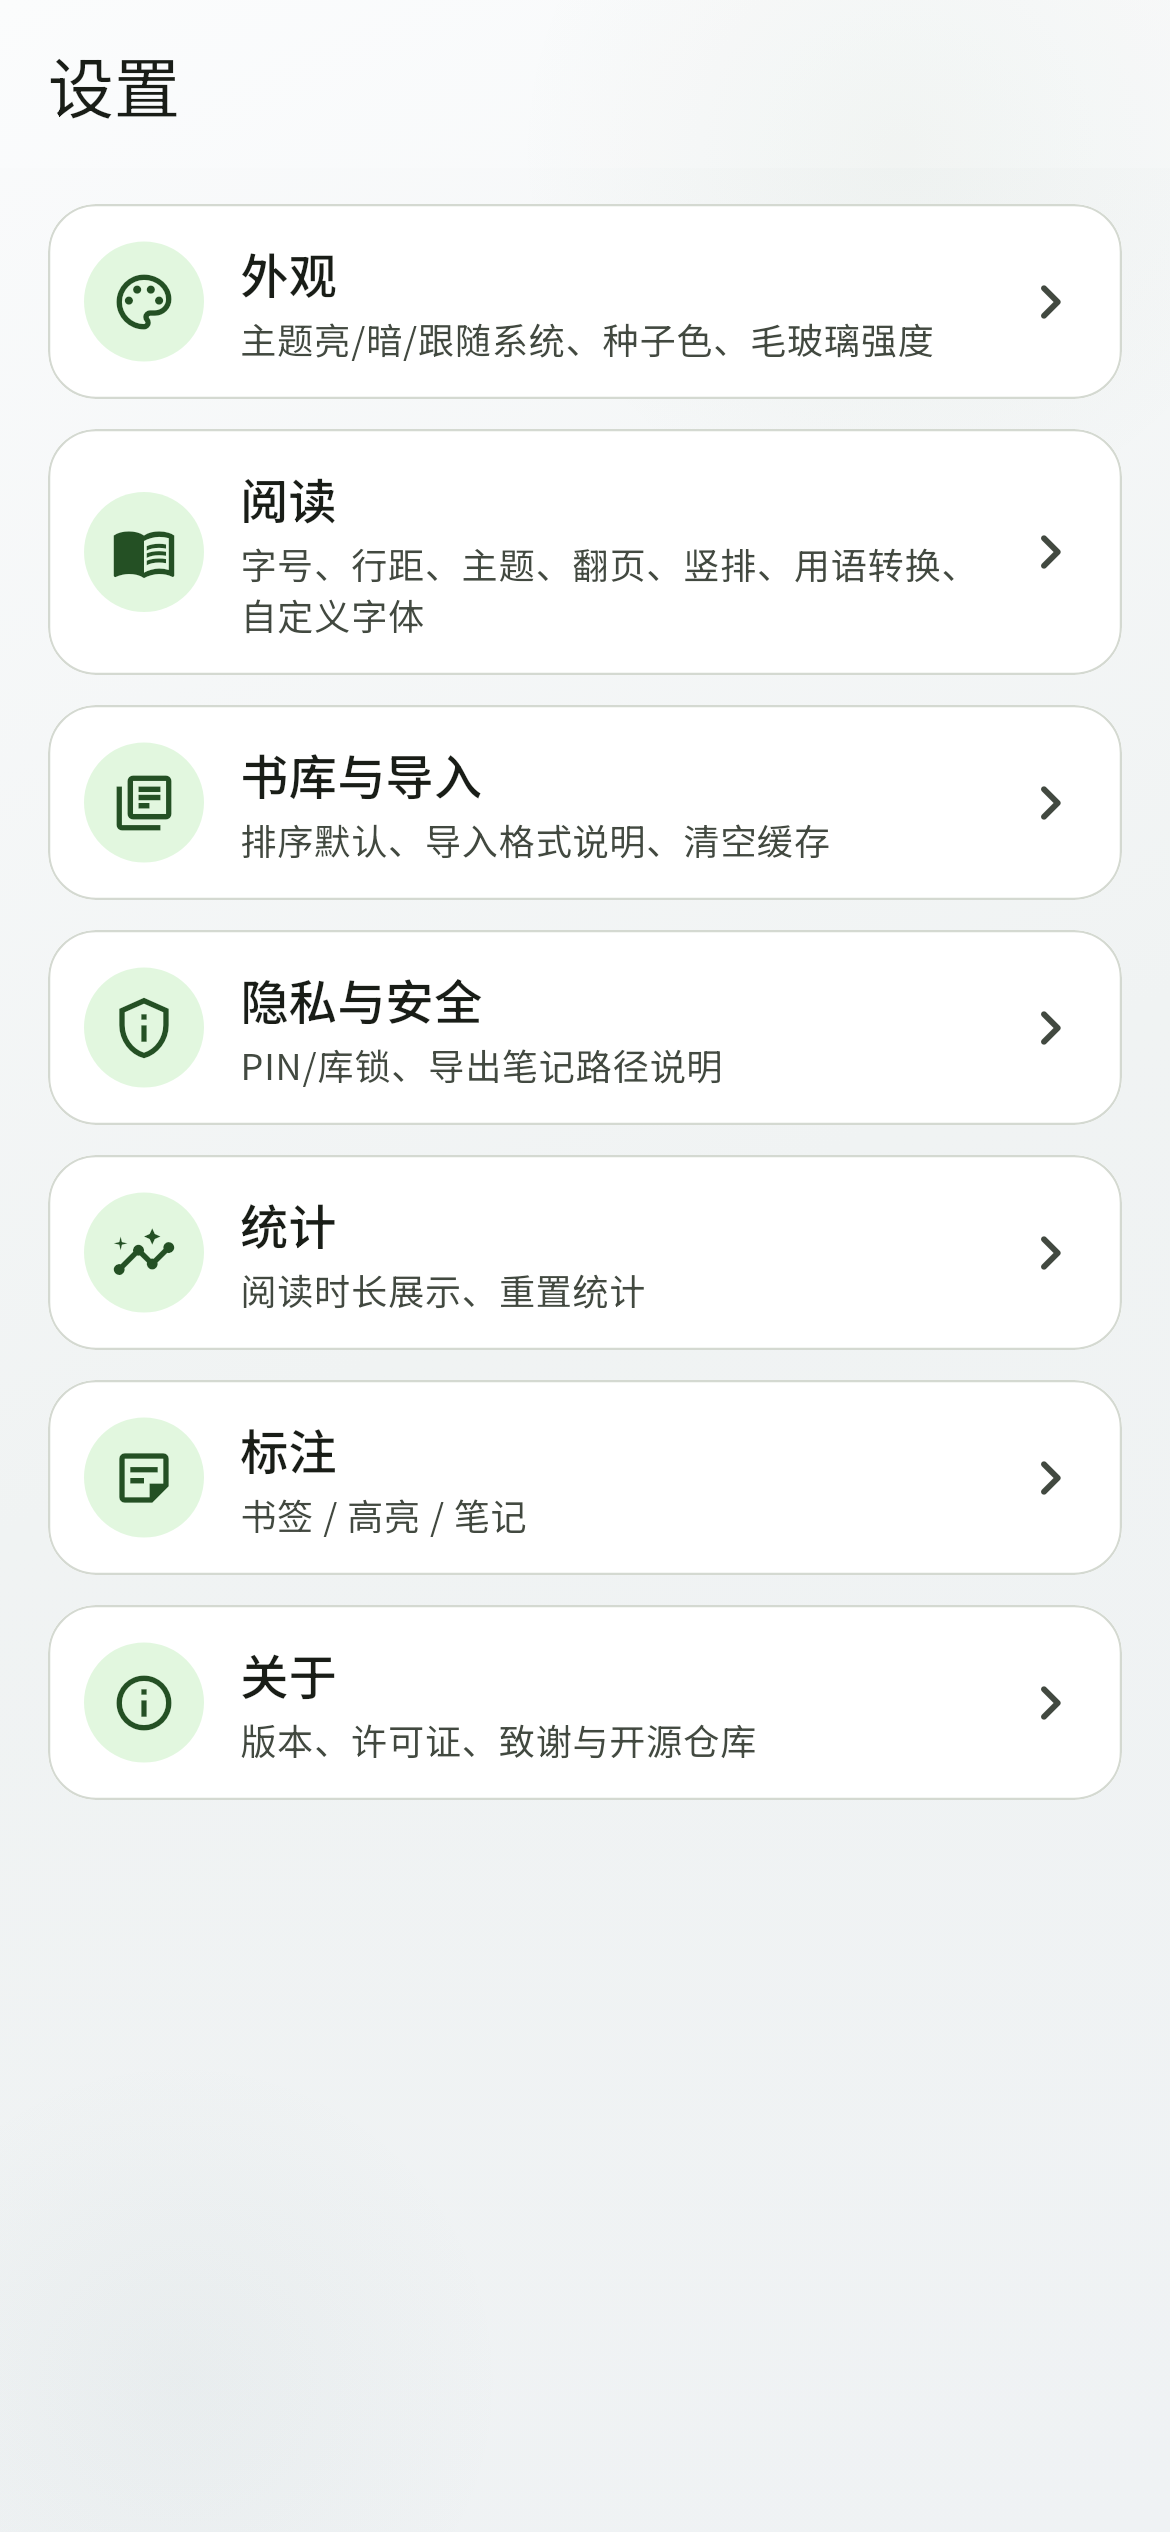 设置
外观
主题亮/暗/跟随系统、种子色、毛玻璃强度
阅读
字号、行距、主题、翻页、竖排、用语转换、
自定义字体
书库与导入
排序默认、导入格式说明、清空缓存
隐私与安全
PIN/库锁、导出笔记路径说明
统计
阅读时长展示、重置统计
标注
书签 / 高亮 / 笔记
关于
版本、许可证、致谢与开源仓库